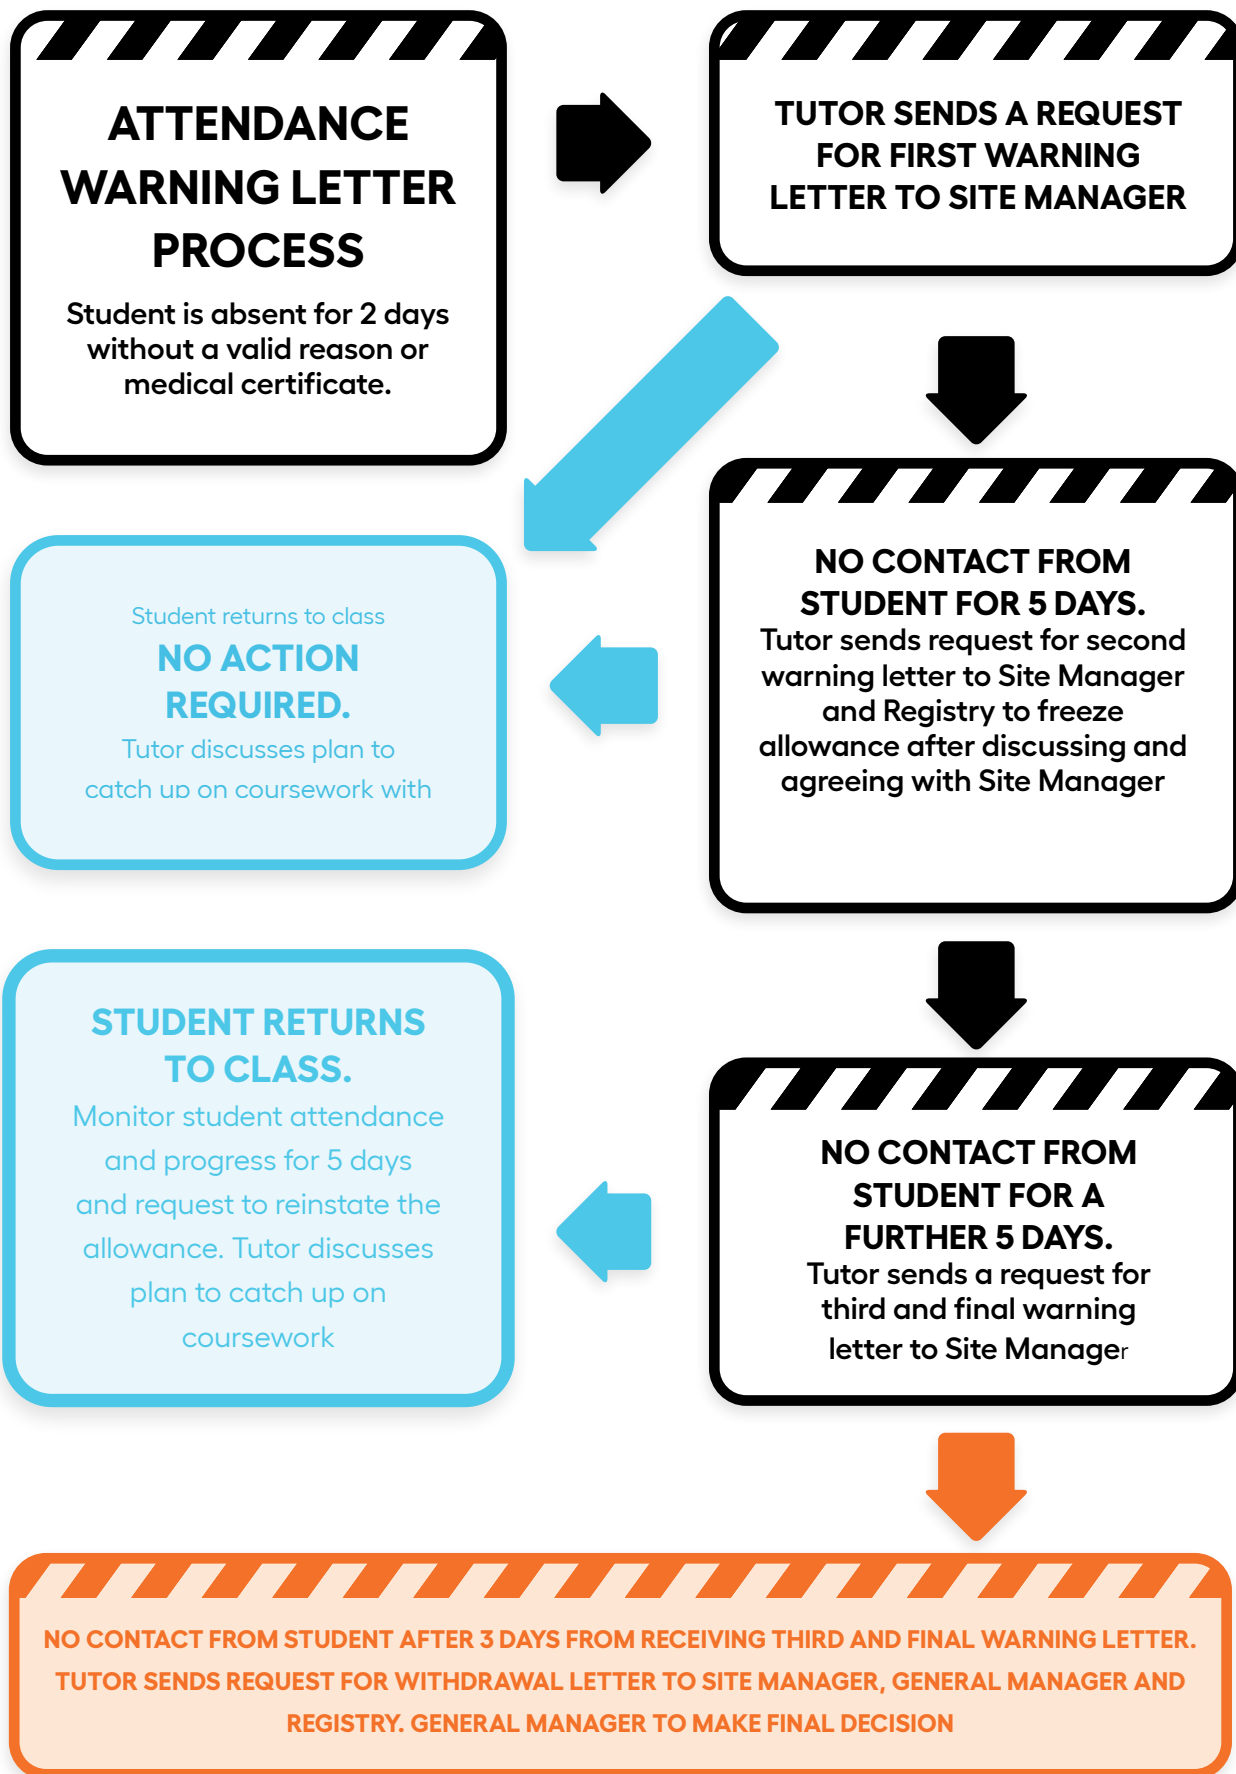 ATTENDANCE
WARNING LETTER
PROCESS
Student is absent for 2 days
without a valid reason or
medical certificate.
TUTOR SENDS A REQUEST
FOR FIRST WARNING
LETTER TO SITE MANAGER
NO CONTACT FROM
STUDENT FOR 5 DAYS.
Tutor sends request for second
warning letter to Site Manager
and Registry to freeze
allowance after discussing and
agreeing with Site Manager
Student returns to class
NO ACTION
REQUIRED.
Tutor discusses plan to
catch up on coursework with
STUDENT RETURNS
TO CLASS.
Monitor student attendance
and progress for 5 days
and request to reinstate the
allowance. Tutor discusses
plan to catch up on
coursework
NO CONTACT FROM
STUDENT FOR A
FURTHER 5 DAYS.
Tutor sends a request for
third and final warning
letter to Site Manager
NO CONTACT FROM STUDENT AFTER 3 DAYS FROM RECEIVING THIRD AND FINAL WARNING LETTER.
TUTOR SENDS REQUEST FOR WITHDRAWAL LETTER TO SITE MANAGER, GENERAL MANAGER AND
REGISTRY. GENERAL MANAGER TO MAKE FINAL DECISION